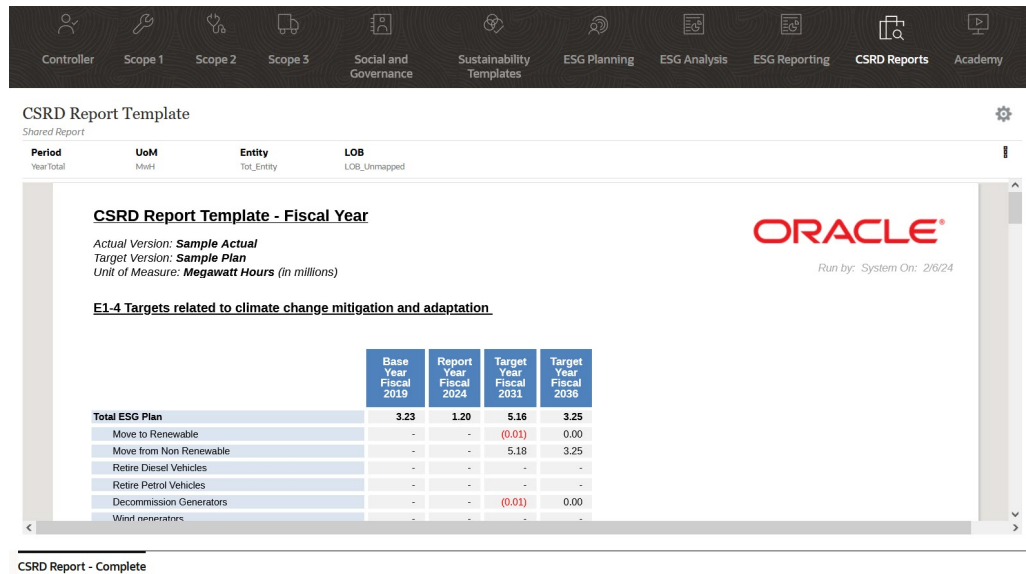 Controller Scope 1 Scope 2 Scope 3 Social and Governance Sustainability Templates ESG Planning ESG Analysis ESG Reporting CSRD Reports Academy
CSRD Report Template
Shared Report
Period UoM Entity LOB
YearTotal MwH Tot_Entity LOB_Unmapped
CSRD Report Template - Fiscal Year
ORACLE
Actual Version: Sample Actual
Target Version: Sample Plan
Unit of Measure: Megawatt Hours (in millions)
Run by: System On: 2/6/24
E1-4 Targets related to climate change mitigation and adaptation
Base Year Fiscal 2019 Report Year Fiscal 2024 Target Year Fiscal 2031 Target Year Fiscal 2036
Total ESG Plan 3.23 1.20 5.16 3.25
Move to Renewable - - (0.01) 0.00
Move from Non Renewable - - 5.18 3.25
Retire Diesel Vehicles - - - -
Retire Petrol Vehicles - - - -
Decommission Generators - - (0.01) 0.00
Wind generators - - - -
CSRD Report - Complete